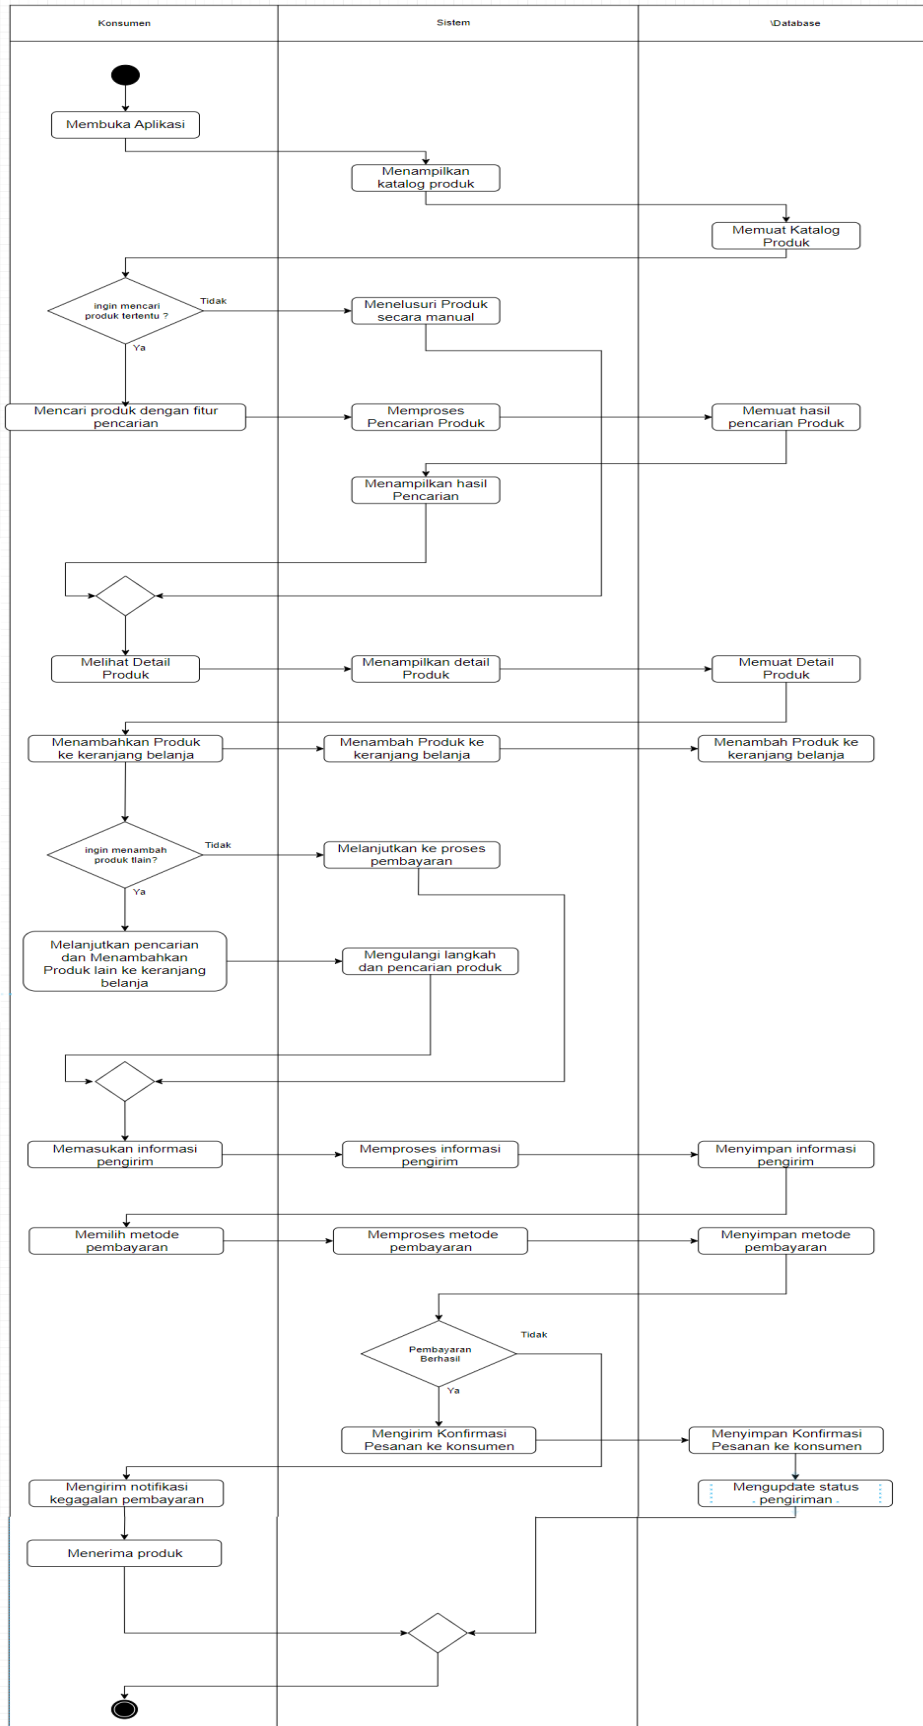 Konsumen
Sistem
\Database
Membuka Aplikasi
Menampilkan
katalog produk
Memuat Katalog
Produk
ingin mencari
produk tertentu ?
Tidak
Menelusuri Produk
secara manual
Ya
Mencari produk dengan fitur
pencarian
Memproses
Pencarian Produk
Memuat hasil
pencarian Produk
Menampilkan hasil
Pencarian
Melihat Detail
Produk
Menampilkan detail
Produk
Memuat Detail
Produk
Menambahkan Produk
ke keranjang belanja
Menambah Produk ke
keranjang belanja
Menambah Produk ke
keranjang belanja
ingin menambah
produk tlain?
Tidak
Melanjutkan ke proses
pembayaran
Ya
Melanjutkan pencarian
dan Menambahkan
Produk lain ke keranjang
belanja
Mengulangi langkah
dan pencarian produk
Memasukan informasi
pengirim
Memproses informasi
pengirim
Menyimpan informasi
pengirim
Memilih metode
pembayaran
Memproses metode
pembayaran
Menyimpan metode
pembayaran
Pembayaran
Berhasil
Tidak
Ya
Mengirim Konfirmasi
Pesanan ke konsumen
Menyimpan Konfirmasi
Pesanan ke konsumen
Mengirim notifikasi
kegagalan pembayaran
Mengupdate status
pengiriman
Menerima produk